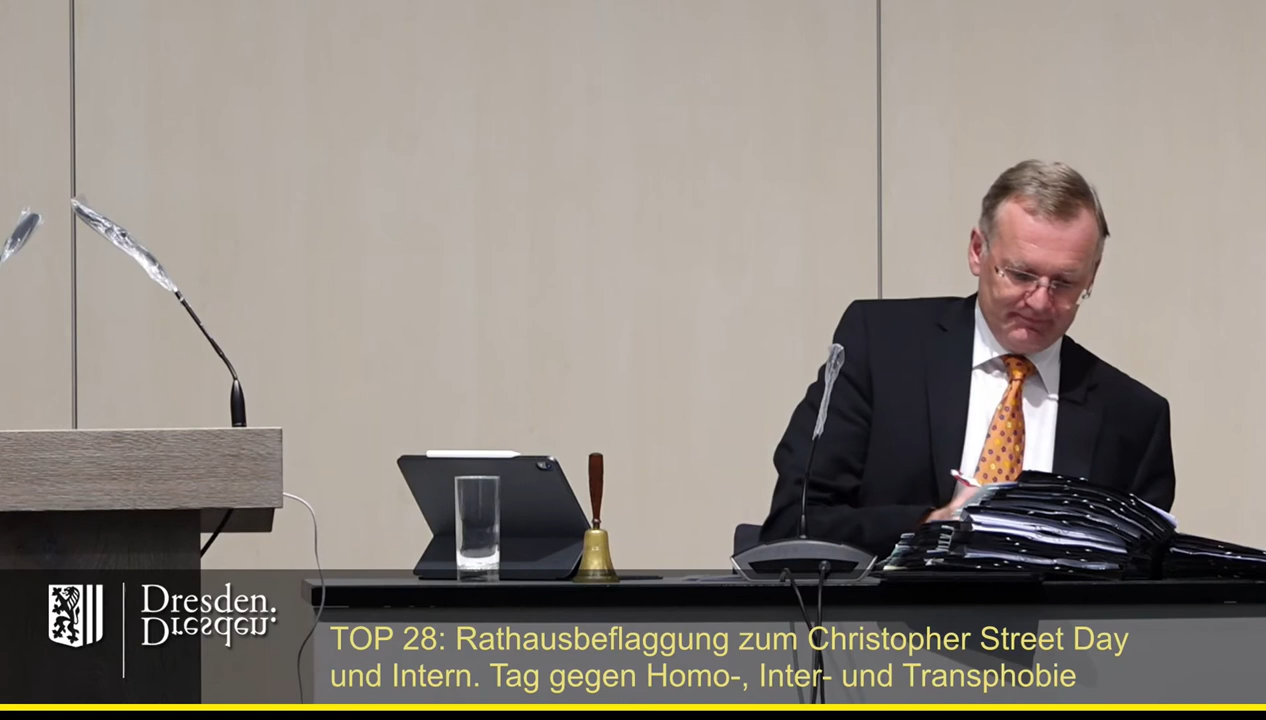 Dresden.
Dresden.
TOP 28: Rathausbeflaggung zum Christopher Street Day
und Intern. Tag gegen Homo-, Inter- und Transphobie